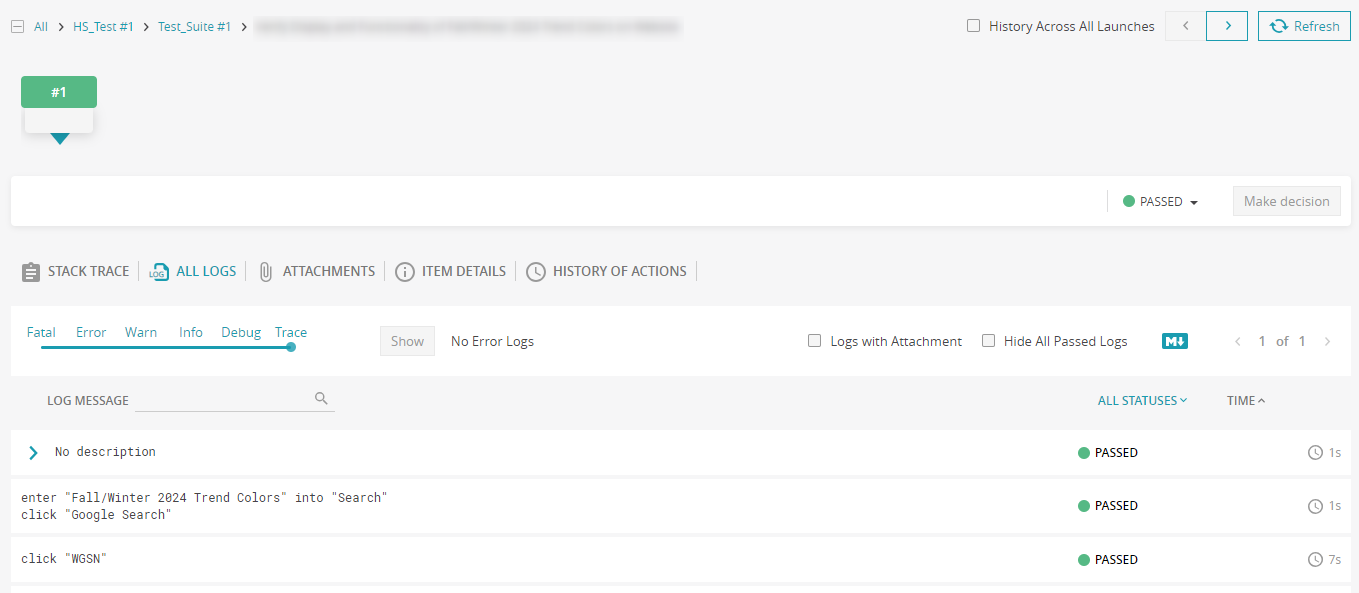 All > HS_Test #1 > Test_Suite #1 >
History Across All Launches
Refresh
#1
PASSED
Make decision
STACK TRACE
LOG ALL LOGS
ATTACHMENTS
ITEM DETAILS
HISTORY OF ACTIONS
Fatal Error Warn Info Debug Trace
Show
No Error Logs
Logs with Attachment
Hide All Passed Logs
M
1 of 1
LOG MESSAGE
ALL STATUSES
TIME
No description PASSED 1s
enter "Fall/Winter 2024 Trend Colors" into "Search"
click "Google Search"
PASSED 1s
click "WGSN" PASSED 7s